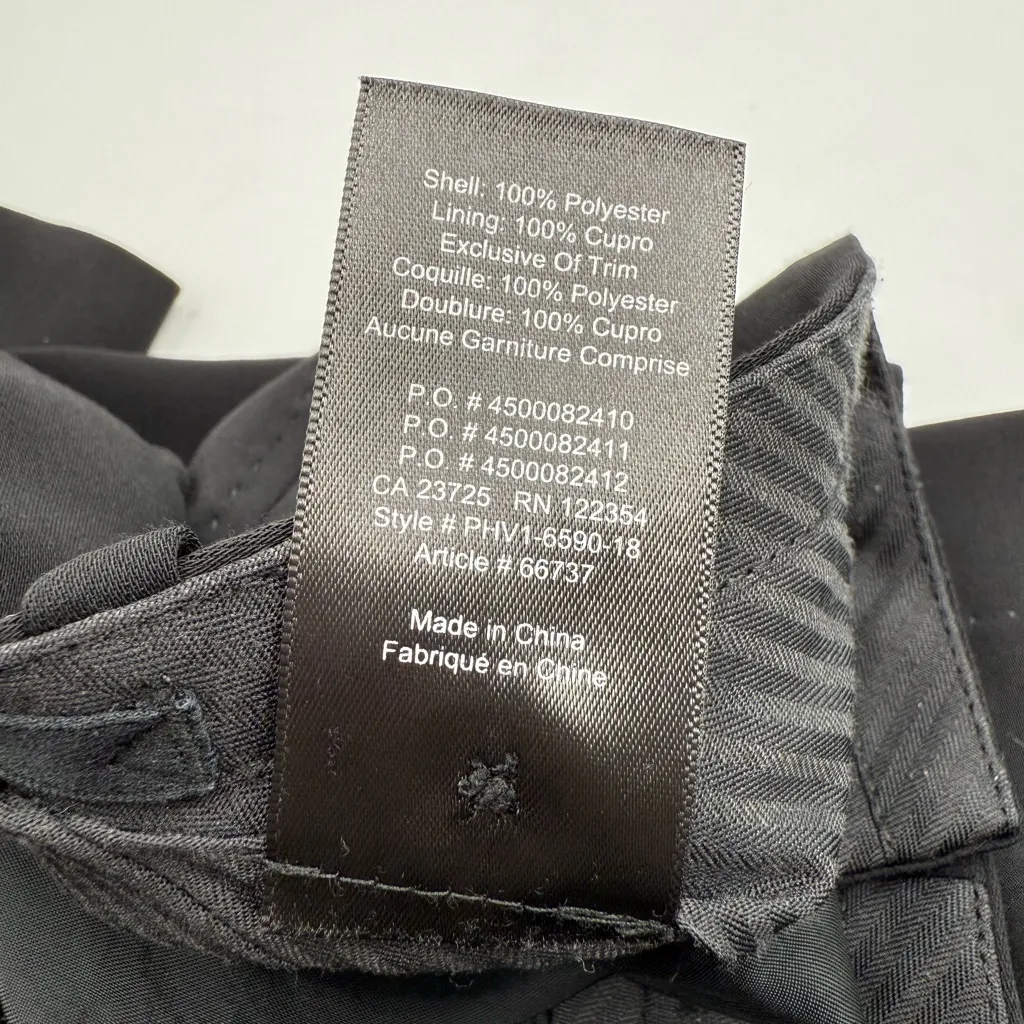 Shell: 100% Polyester
Lining: 100% Cupro
Exclusive Of Trim
Coquille: 100% Polyester
Doublure: 100% Cupro
Aucune Garniture Comprise
P.O. # 4500082410
P.O. # 4500082411
P.O. # 4500082412
CA 23725 RN 122354
Style # PHV1-6590-18
Article # 66737
Made in China
Fabriqué en Chine